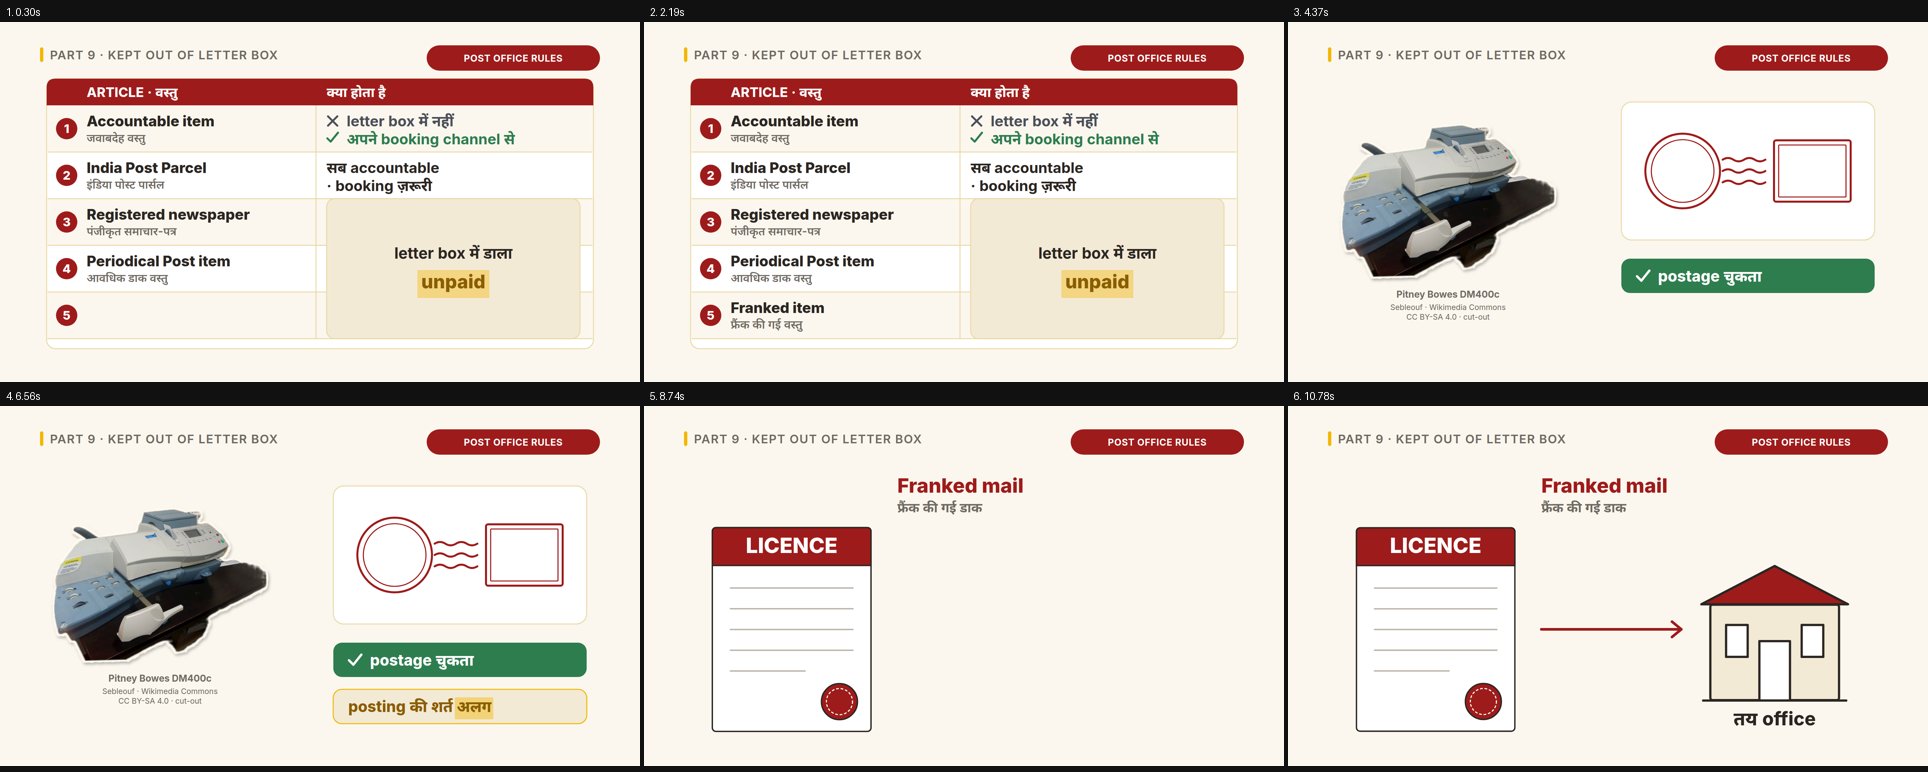 1. 0.30s
PART 9 · KEPT OUT OF LETTER BOX
POST OFFICE RULES
ARTICLE · वस्तु
क्या होता है
1
Accountable item
जवाबदेह वस्तु
letter box में नहीं
अपने booking channel से
2
India Post Parcel
इंडिया पोस्ट पार्सल
सब accountable
· booking ज़रूरी
3
Registered newspaper
पंजीकृत समाचार-पत्र
4
Periodical Post item
आवधिक डाक वस्तु
5
letter box में डाला
unpaid
2. 2.19s
PART 9 · KEPT OUT OF LETTER BOX
POST OFFICE RULES
ARTICLE · वस्तु
क्या होता है
1
Accountable item
जवाबदेह वस्तु
letter box में नहीं
अपने booking channel से
2
India Post Parcel
इंडिया पोस्ट पार्सल
सब accountable
· booking ज़रूरी
3
Registered newspaper
पंजीकृत समाचार-पत्र
4
Periodical Post item
आवधिक डाक वस्तु
5
Franked item
फ्रैंक की गई वस्तु
letter box में डाला
unpaid
3. 4.37s
PART 9 · KEPT OUT OF LETTER BOX
POST OFFICE RULES
postage चुकता
Pitney Bowes DM400c
Sebleouf · Wikimedia Commons
CC BY-SA 4.0 · cut-out
4. 6.56s
PART 9 · KEPT OUT OF LETTER BOX
POST OFFICE RULES
postage चुकता
Pitney Bowes DM400c
Sebleouf · Wikimedia Commons
CC BY-SA 4.0 · cut-out
posting की शर्त अलग
5. 8.74s
PART 9 · KEPT OUT OF LETTER BOX
POST OFFICE RULES
Franked mail
फ्रैंक की गई डाक
LICENCE
6. 10.78s
PART 9 · KEPT OUT OF LETTER BOX
POST OFFICE RULES
Franked mail
फ्रैंक की गई डाक
LICENCE
तय office